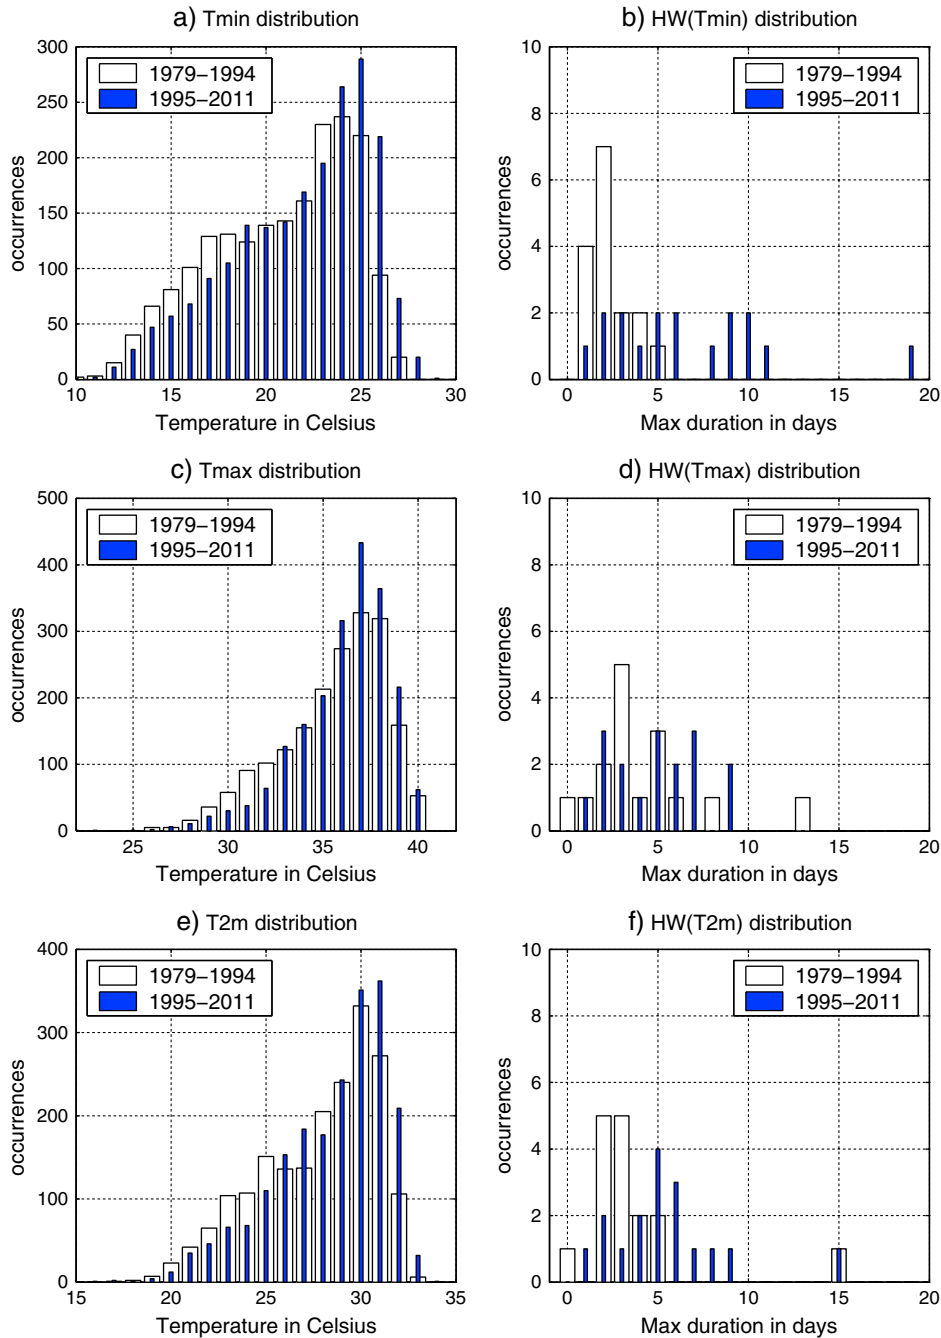 a) Tmin distribution
300
250
200
150
100
50
0
occurrences
1979−1994
1995−2011
10 15 20 25 30
Temperature in Celsius
b) HW(Tmin) distribution
10
8
6
4
2
0
occurrences
1979−1994
1995−2011
0 5 10 15 20
Max duration in days
c) Tmax distribution
500
400
300
200
100
0
occurrences
1979−1994
1995−2011
25 30 35 40
Temperature in Celsius
d) HW(Tmax) distribution
10
8
6
4
2
0
occurrences
1979−1994
1995−2011
0 5 10 15 20
Max duration in days
e) T2m distribution
400
300
200
100
0
occurrences
1979−1994
1995−2011
15 20 25 30 35
Temperature in Celsius
f) HW(T2m) distribution
10
8
6
4
2
0
occurrences
1979−1994
1995−2011
0 5 10 15 20
Max duration in days